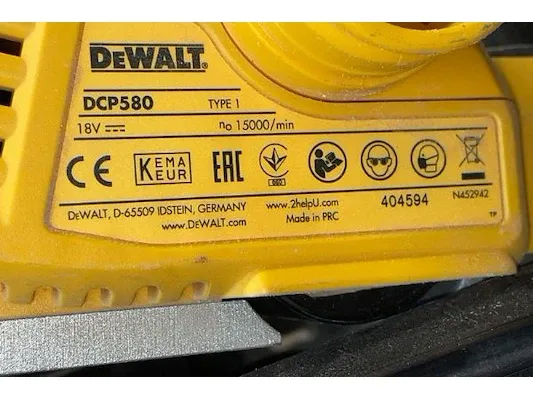 DEWALT®
DCP580 TYPE 1
18V n₀ 15000/min
CE KEMA KEUR EAC
DEWALT, D-65509 IDSTEIN, GERMANY
www.DEWALT.com
www.2helpU.com
Made in PRC
404594
N452942
TP